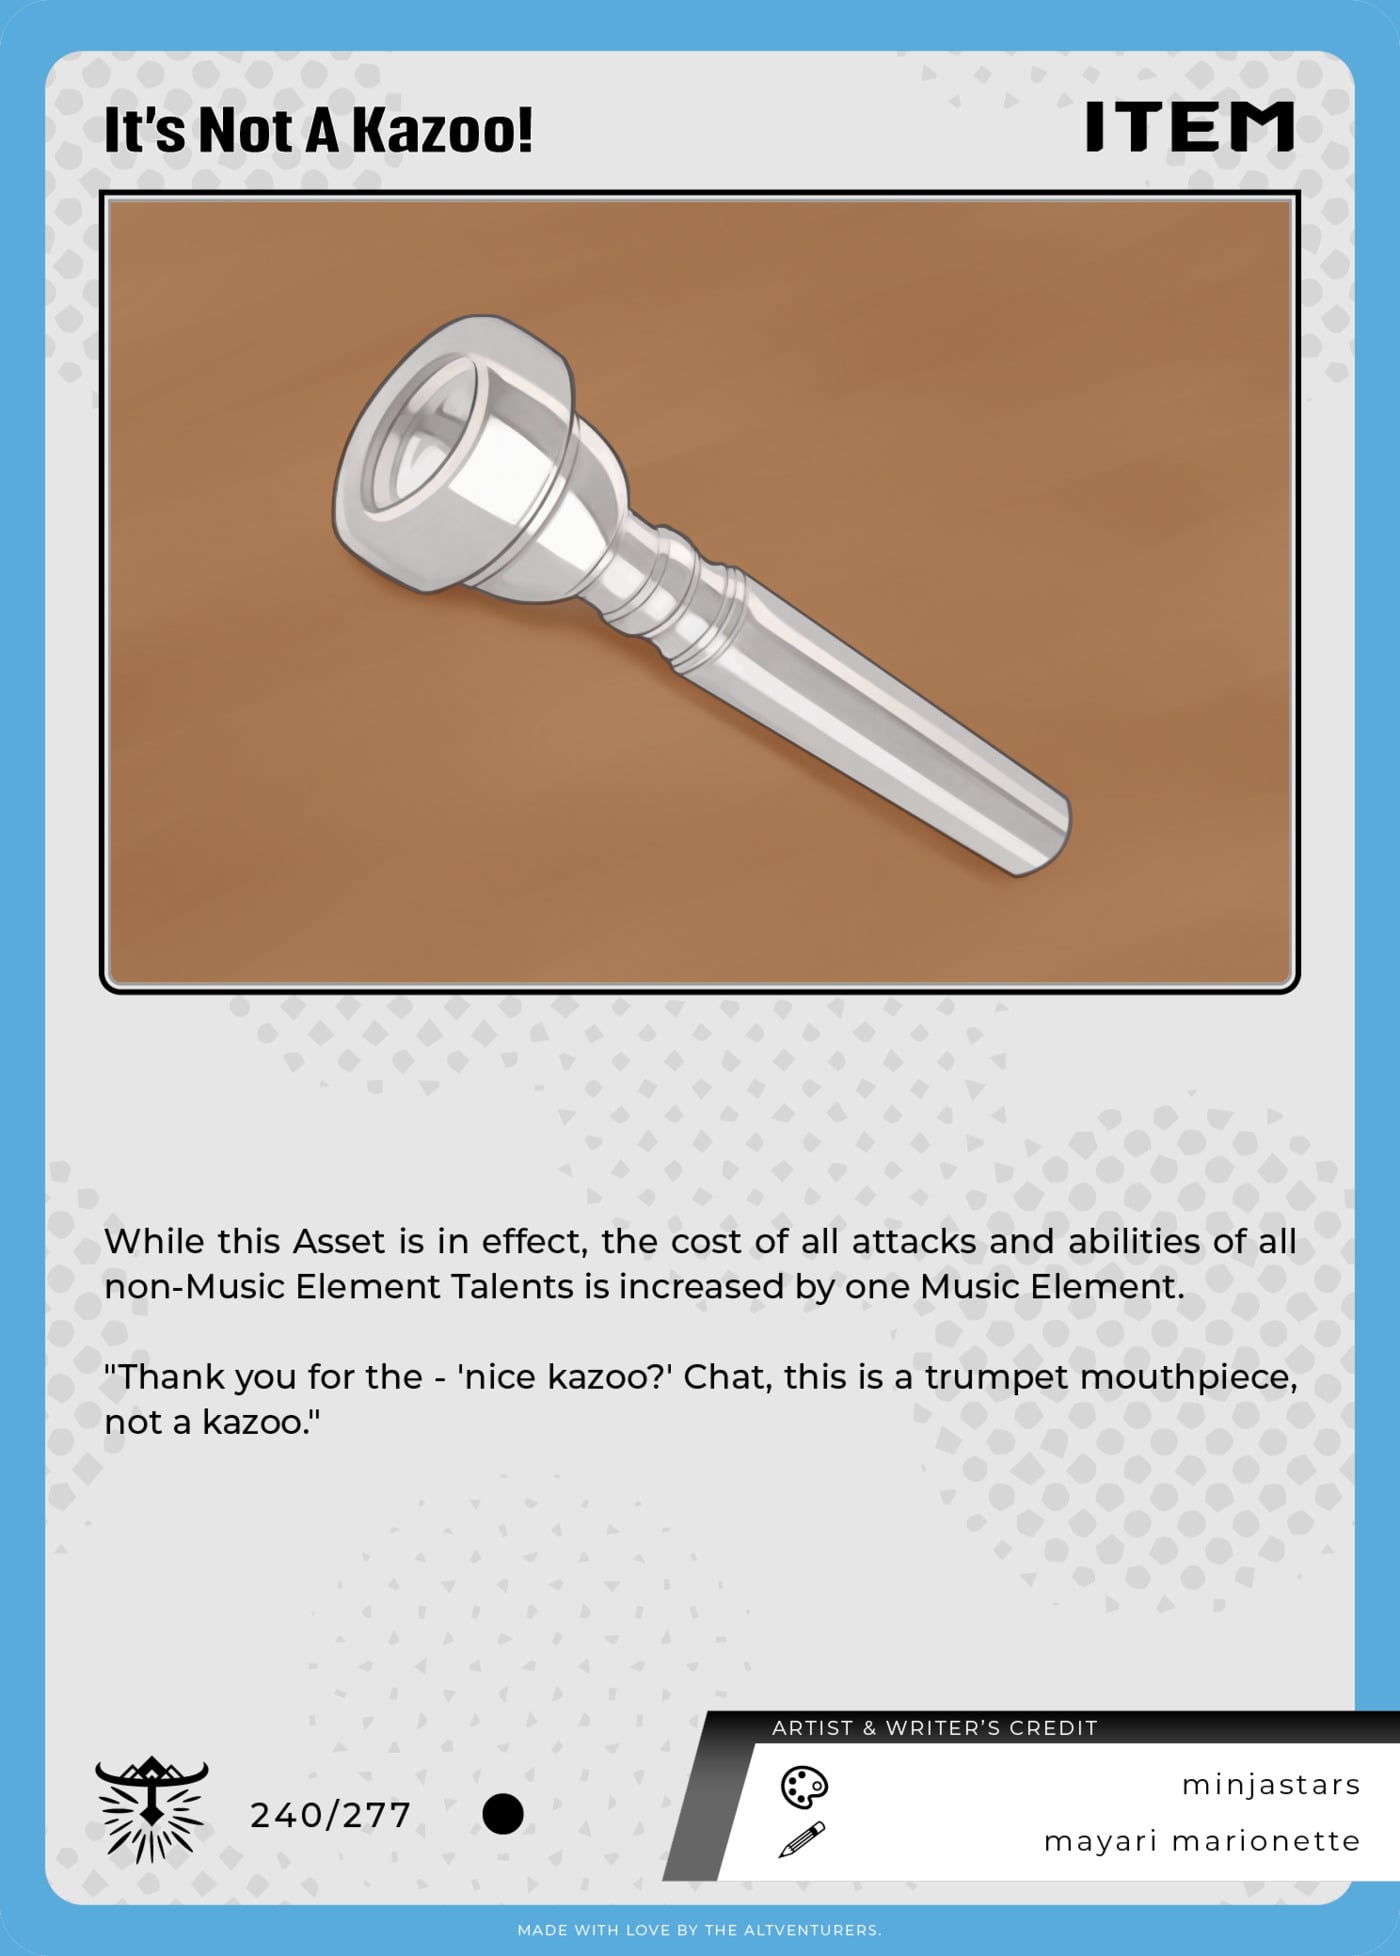 It's Not A Kazoo!
ITEM
While this Asset is in effect, the cost of all attacks and abilities of all
non-Music Element Talents is increased by one Music Element.
"Thank you for the - 'nice kazoo?' Chat, this is a trumpet mouthpiece,
not a kazoo."
ARTIST & WRITER'S CREDIT
minjastars
mayari marionette
240/277
MADE WITH LOVE BY THE ALTVENTURERS.